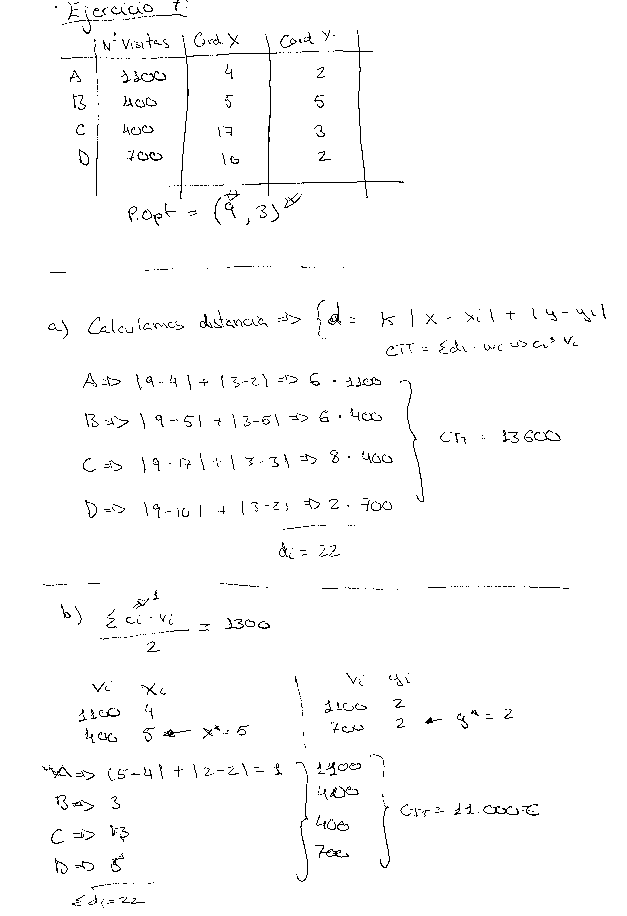 Ejercicio 7:
Nº Visitas Cord. X Cord Y.
A 1100 4 2
B 400 5 5
C 400 17 3
D 700 10 2
P.opt = (9, 3)
a) Calculamos distancia => { d = K |x - xi| + |y - yi|
CTT = Σdi · wi => ci · Vi
A => |9-4| + |3-2| => 6 · 1100
B => |9-5| + |3-5| => 6 · 400
C => |9-17| + |3-3| => 8 · 400
D => |9-10| + |3-2| => 2 · 700
CTT = 13600
di = 22
b) Σ ci · vi / 2 = 1300
1
Vi Xi
1100 4
400 5 ← x* = 5
Vi yi
1100 2
700 2 ← y* = 2
A => |5-4| + |2-2| = 1 1100
B => 3 400
C => 13 400
D => 5 700
CTT = 11.000€
Σdi = 22